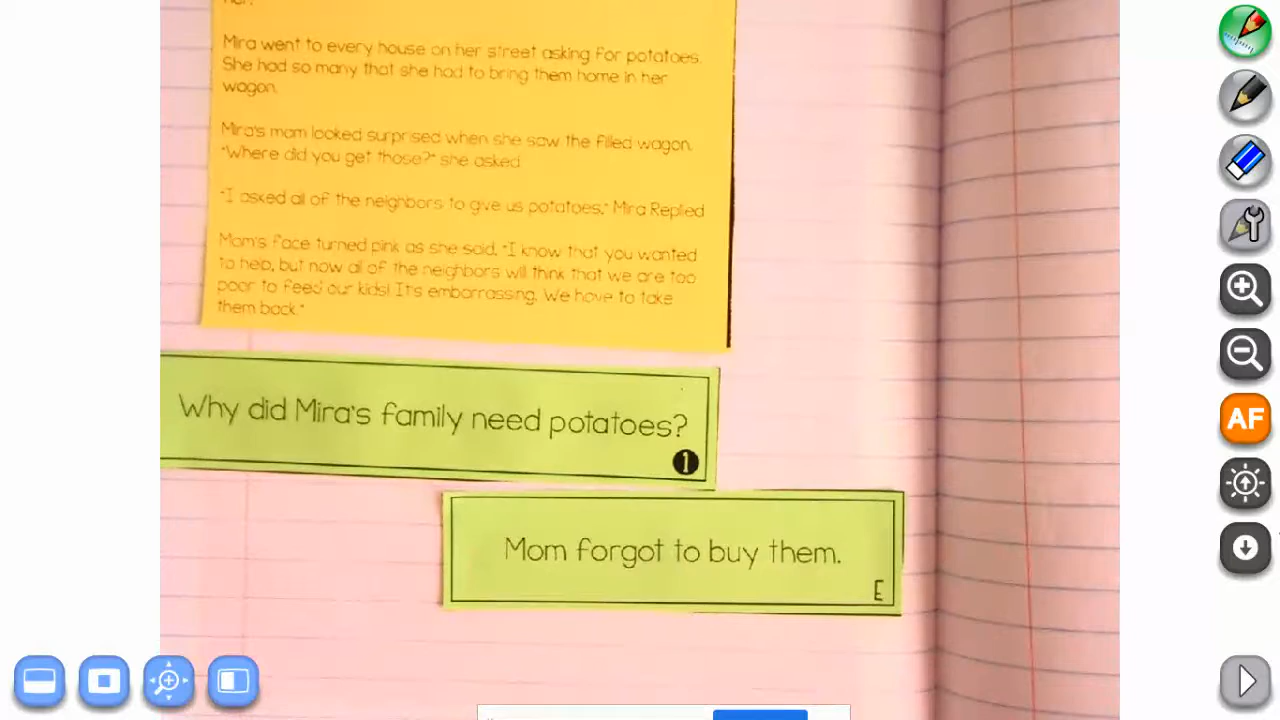 Mira went to every house on her street asking for potatoes.
She had so many that she had to bring them home in her
wagon.
Mira's mom looked surprised when she saw the filled wagon.
"Where did you get those?" she asked
"I asked all of the neighbors to give us potatoes," Mira Replied
Mom's face turned pink as she said, "I know that you wanted
to help, but now all of the neighbors will think that we are too
poor to feed our kids! It's embarrassing. We have to take
them back."
Why did Mira's family need potatoes?
1
Mom forgot to buy them.
E
AF